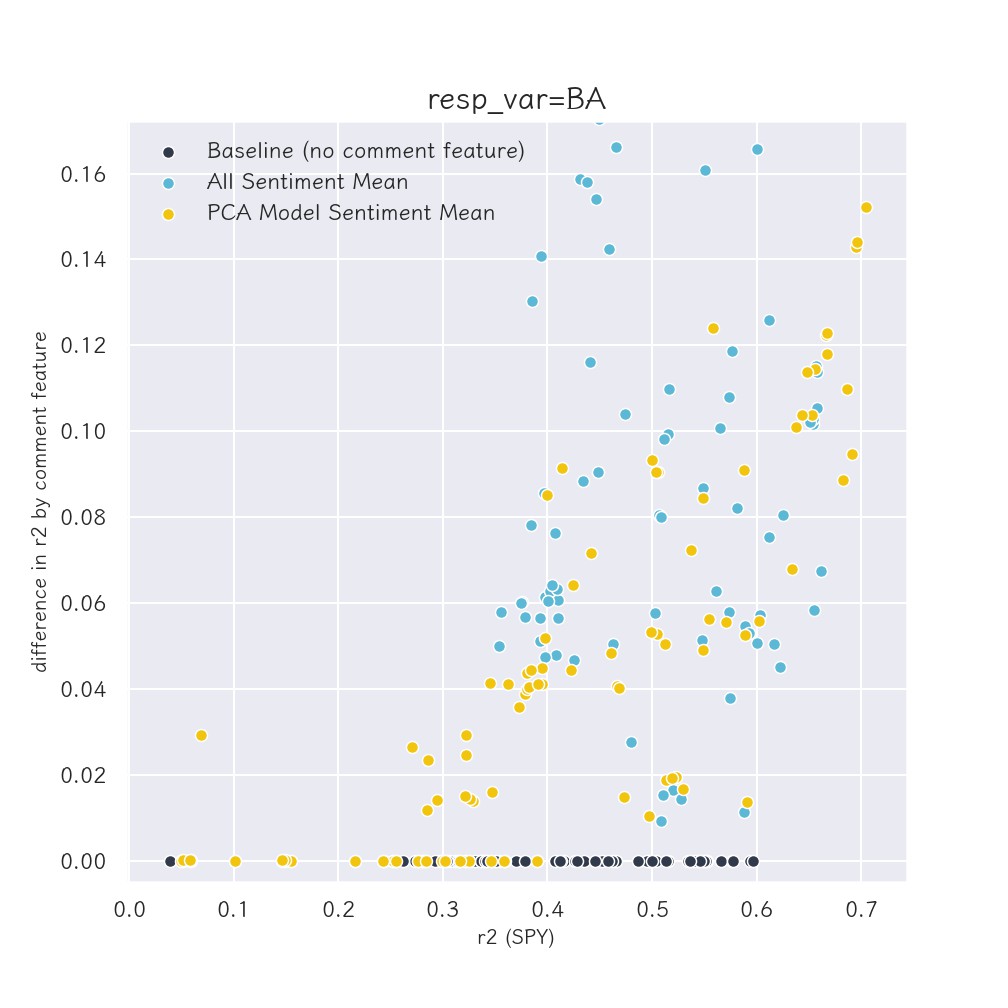 resp_var=BA
Baseline (no comment feature)
All Sentiment Mean
PCA Model Sentiment Mean
difference in r2 by comment feature
0.16
0.14
0.12
0.10
0.08
0.06
0.04
0.02
0.00
0.0 0.1 0.2 0.3 0.4 0.5 0.6 0.7
r2 (SPY)